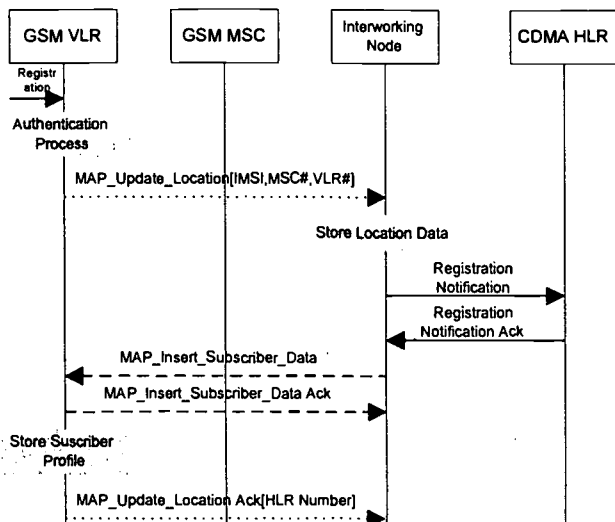 GSM VLR
GSM MSC
Interworking
Node
CDMA HLR
Registr
ation
Authentication
Process
MAP_Update_Location[IMSI,MSC#,VLR#]
Store Location Data
Registration
Notification
Registration
Notification Ack
MAP_Insert_Subscriber_Data
MAP_Insert_Subscriber_Data Ack
Store Suscriber
Profile
MAP_Update_Location Ack[HLR Number]